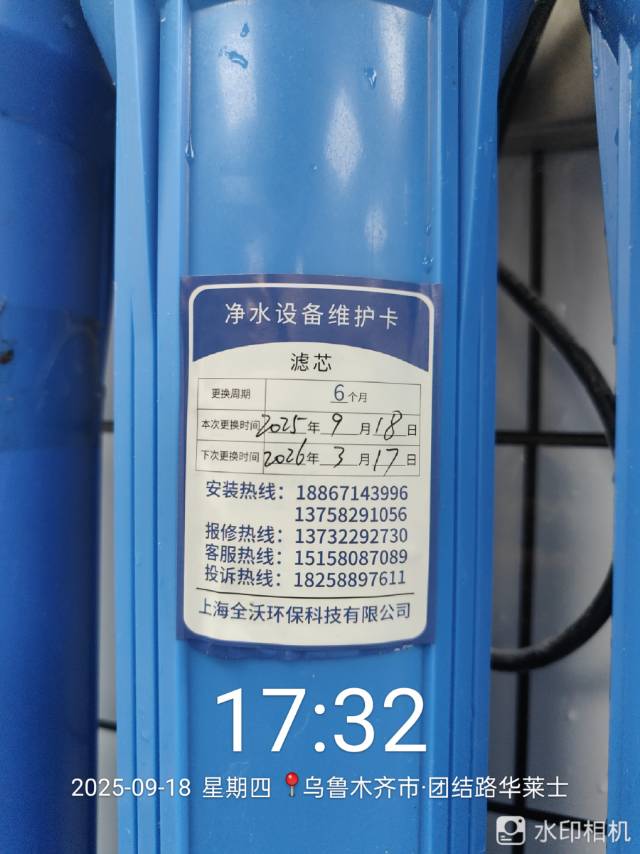 净水设备维护卡
滤芯
更换周期 6个月
本次更换时间 2025年 9 月 18 日
下次更换时间 2026年 3 月 17 日
安装热线：18867143996
13758291056
报修热线：13732292730
客服热线：15158087089
投诉热线：18258897611
上海全沃环保科技有限公司
17:32
2025-09-18 星期四 乌鲁木齐市·团结路华莱士
水印相机